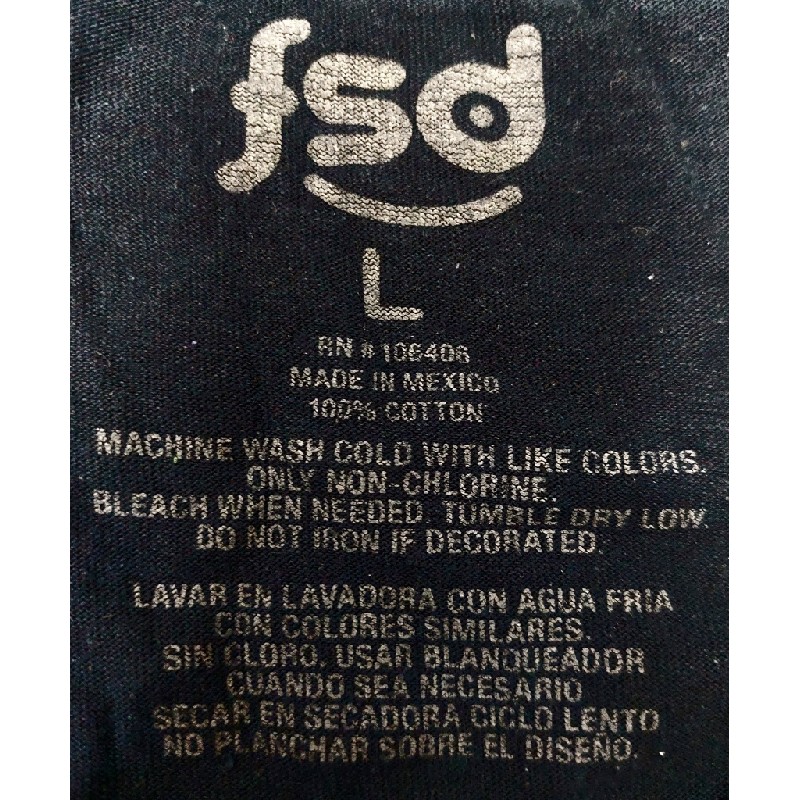 fsd
L
RN # 106406
MADE IN MEXICO
100% COTTON
MACHINE WASH COLD WITH LIKE COLORS.
ONLY NON-CHLORINE.
BLEACH WHEN NEEDED. TUMBLE DRY LOW.
DO NOT IRON IF DECORATED.
LAVAR EN LAVADORA CON AGUA FRIA
CON COLORES SIMILARES.
SIN CLORO. USAR BLANQUEADOR
CUANDO SEA NECESARIO
SECAR EN SECADORA CICLO LENTO
NO PLANCHAR SOBRE EL DISEÑO.